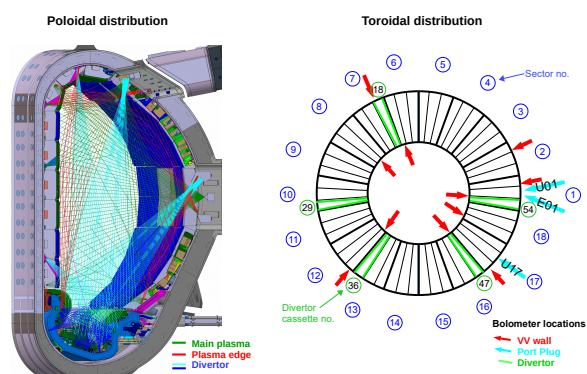 Poloidal distribution
Main plasma
Plasma edge
Divertor
Toroidal distribution
6
5
7
18
4
Sector no.
8
3
9
2
U01
10
1
E01
29
54
11
18
U17
12
17
36
47
16
Divertor
cassette no.
13
14
15
Bolometer locations
VV wall
Port Plug
Divertor